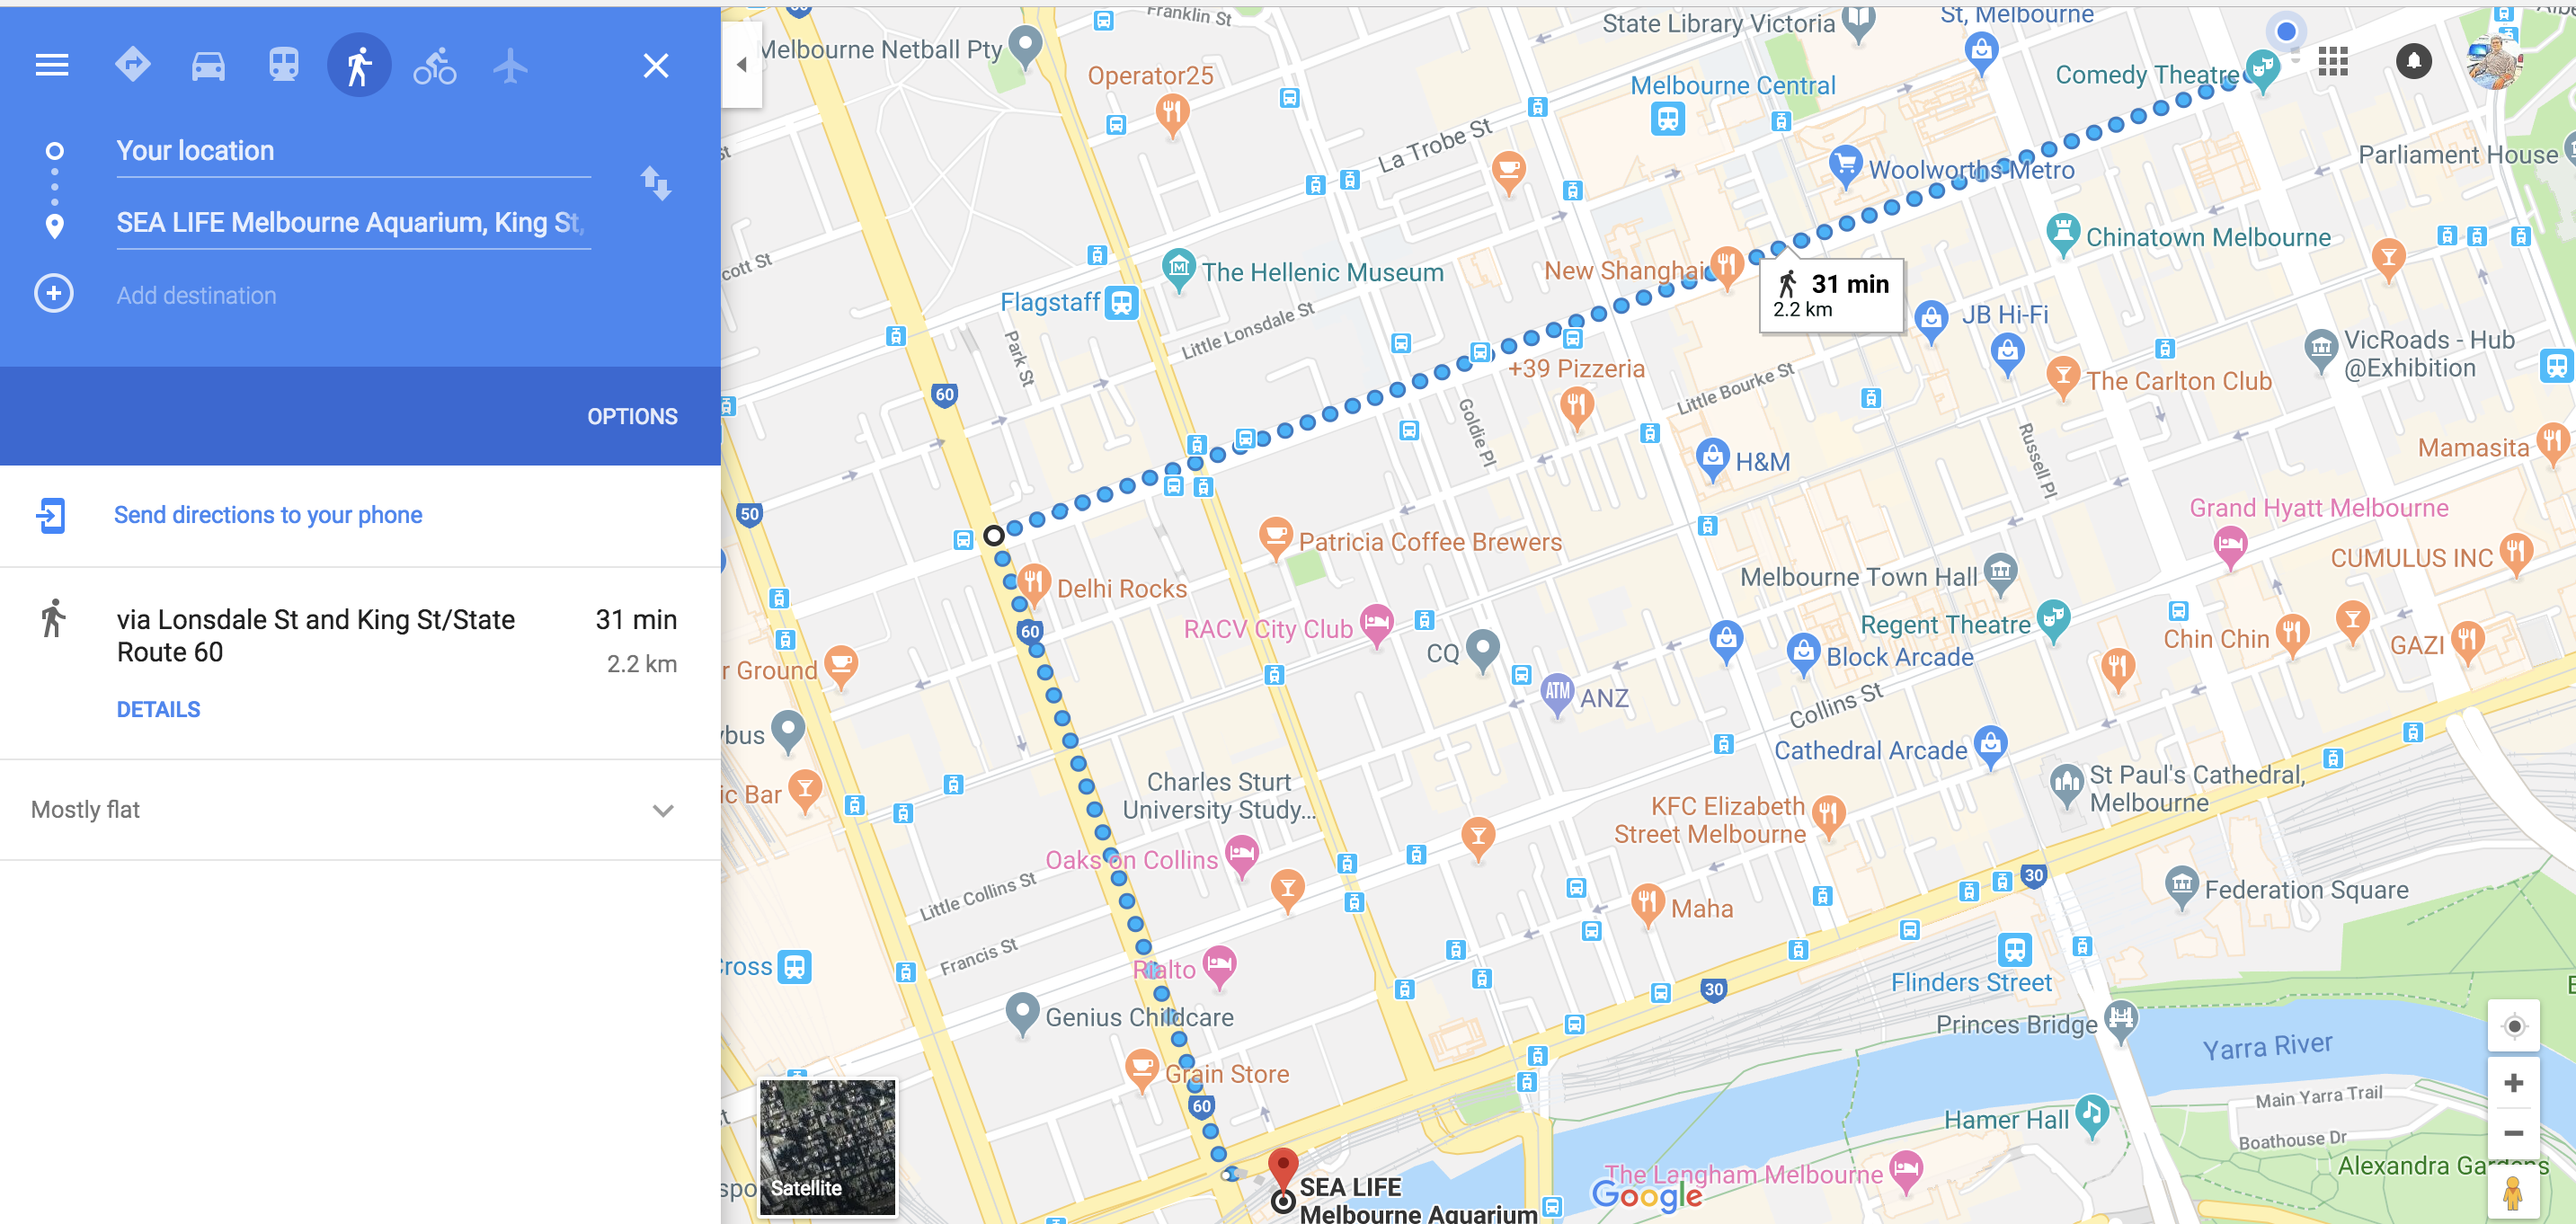 Your location
SEA LIFE Melbourne Aquarium, King St,
Add destination
OPTIONS
Send directions to your phone
via Lonsdale St and King St/State
Route 60
31 min
2.2 km
DETAILS
Mostly flat
Franklin St
State Library Victoria
St, Melbourne
Melbourne Netball Pty
Operator25
Melbourne Central
Comedy Theatre
La Trobe St
Woolworths Metro
Parliament House
Chinatown Melbourne
The Hellenic Museum
New Shanghai
cott St
Flagstaff
31 min
2.2 km
JB Hi-Fi
Little Lonsdale St
Park St
VicRoads - Hub
@Exhibition
+39 Pizzeria
Little Bourke St
The Carlton Club
60
Goldie Pl
Russell Pl
H&M
Mamasita
50
Grand Hyatt Melbourne
Patricia Coffee Brewers
CUMULUS INC
Melbourne Town Hall
Delhi Rocks
60
RACV City Club
Regent Theatre
Chin Chin
GAZI
CQ
Block Arcade
r Ground
ATM
ANZ
Collins St
ybus
Cathedral Arcade
Charles Sturt
University Study...
St Paul's Cathedral,
Melbourne
ic Bar
KFC Elizabeth
Street Melbourne
Oaks on Collins
30
Little Collins St
Federation Square
Maha
Francis St
Rialto
Cross
Flinders Street
30
Genius Childcare
Princes Bridge
Yarra River
Grain Store
60
Main Yarra Trail
Hamer Hall
Boathouse Dr
Alexandra Gardens
The Langham Melbourne
Satellite
spo
SEA LIFE
Melbourne Aquarium
Google